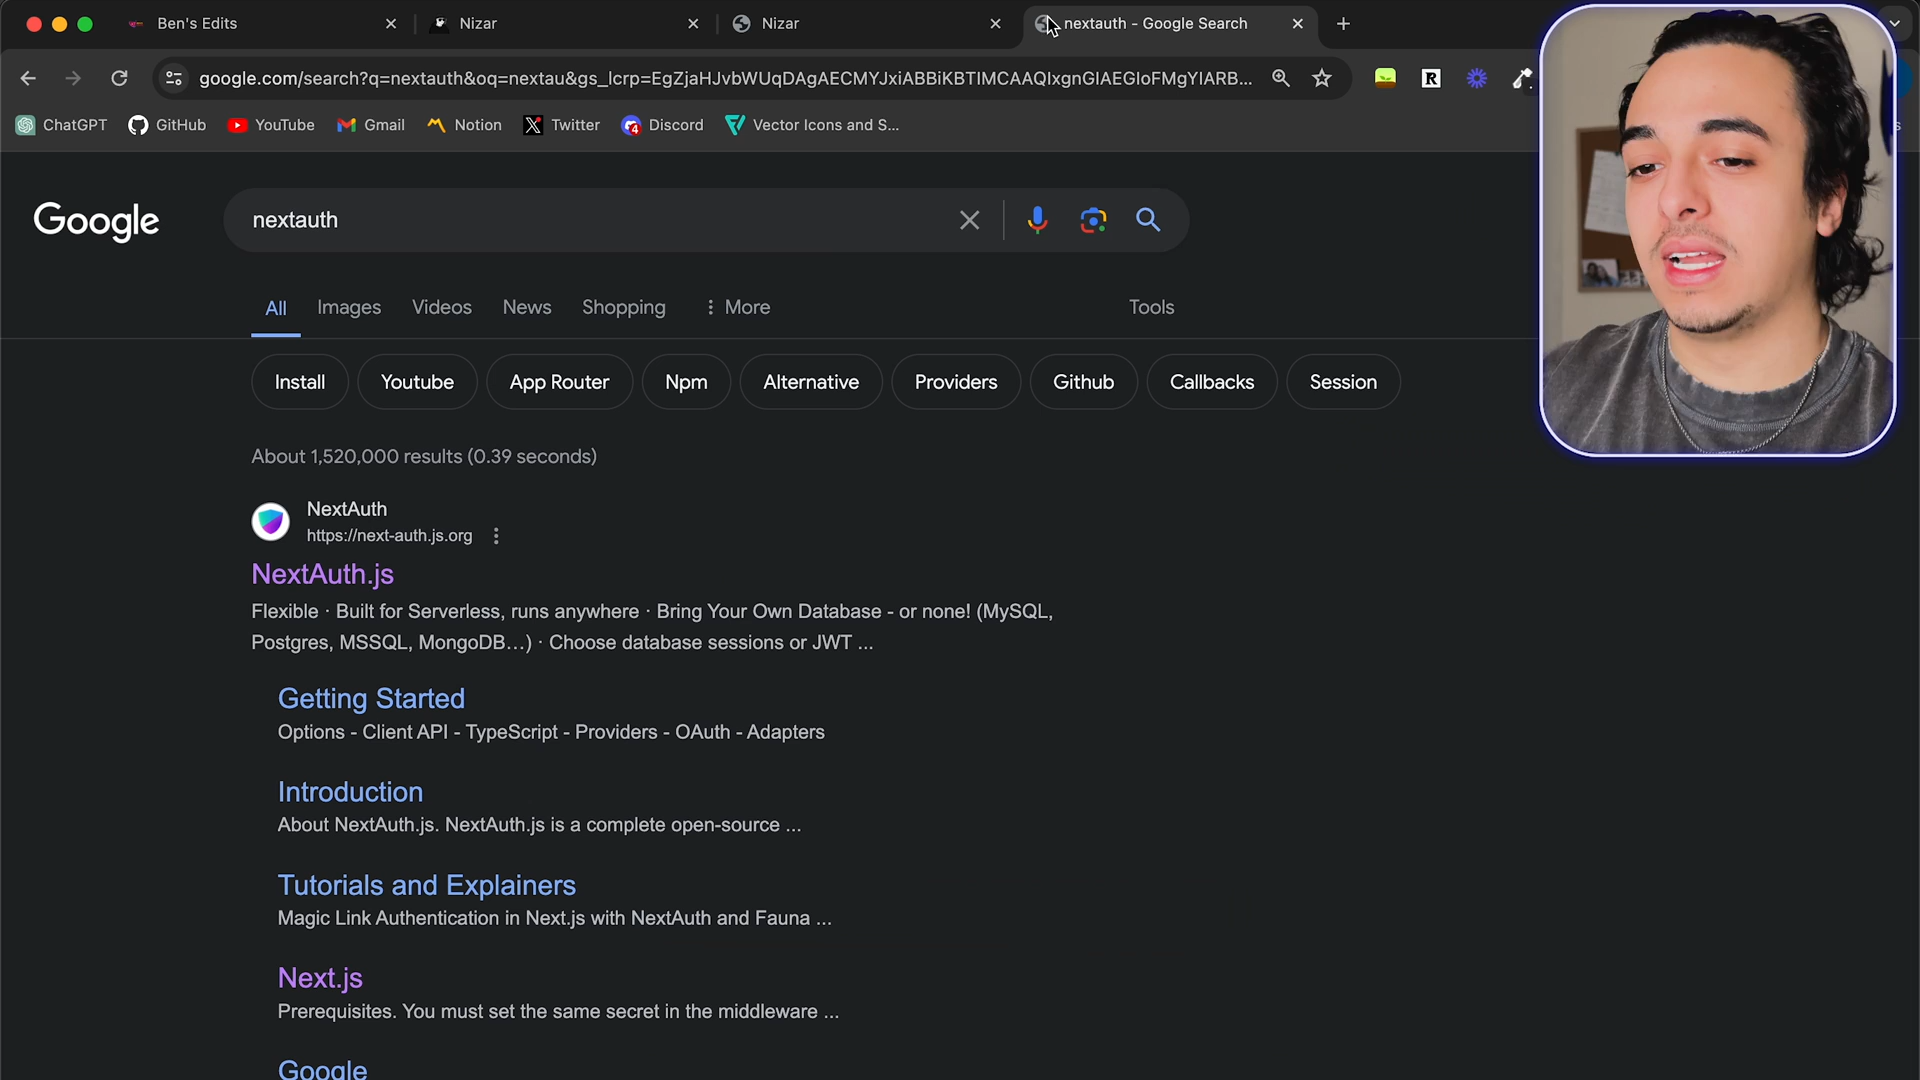 Ben's Edits
Nizar
Nizar
nextauth - Google Search
google.com/search?q=nextauth&oq=nextau&gs_lcrp=EgZjaHJvbWUqDAgAECMYJxiABBiKBTIMCAAQIxgnGIAEGIoFMgYIARB...
ChatGPT
GitHub
YouTube
Gmail
Notion
Twitter
4
Discord
Vector Icons and S...
s
Google
nextauth
All
Images
Videos
News
Shopping
More
Tools
Install
Youtube
App Router
Npm
Alternative
Providers
Github
Callbacks
Session
About 1,520,000 results (0.39 seconds)
NextAuth
https://next-auth.js.org
NextAuth.js
Flexible · Built for Serverless, runs anywhere · Bring Your Own Database - or none! (MySQL,
Postgres, MSSQL, MongoDB…) · Choose database sessions or JWT ...
Getting Started
Options - Client API - TypeScript - Providers - OAuth - Adapters
Introduction
About NextAuth.js. NextAuth.js is a complete open-source ...
Tutorials and Explainers
Magic Link Authentication in Next.js with NextAuth and Fauna ...
Next.js
Prerequisites. You must set the same secret in the middleware ...
Google